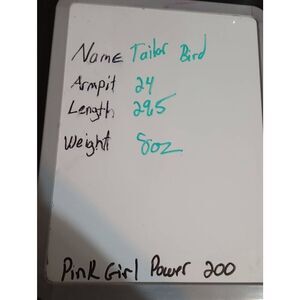 Name Tailor Bird
Armpit 24
Length 29.5
Weight 8oz
Pink Girl Power 200